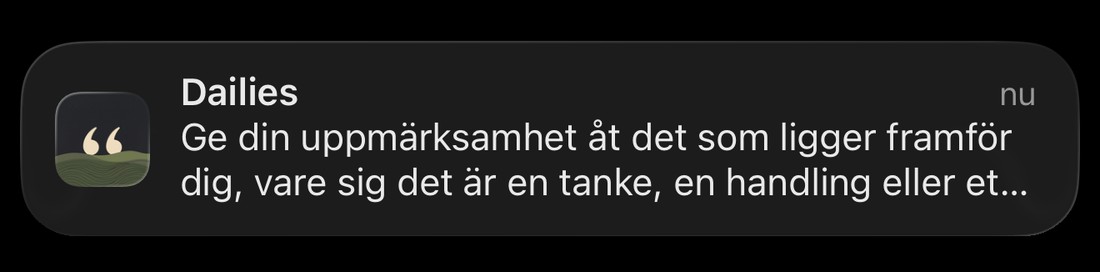 Dailies
nu
Ge din uppmärksamhet åt det som ligger framför
dig, vare sig det är en tanke, en handling eller et...